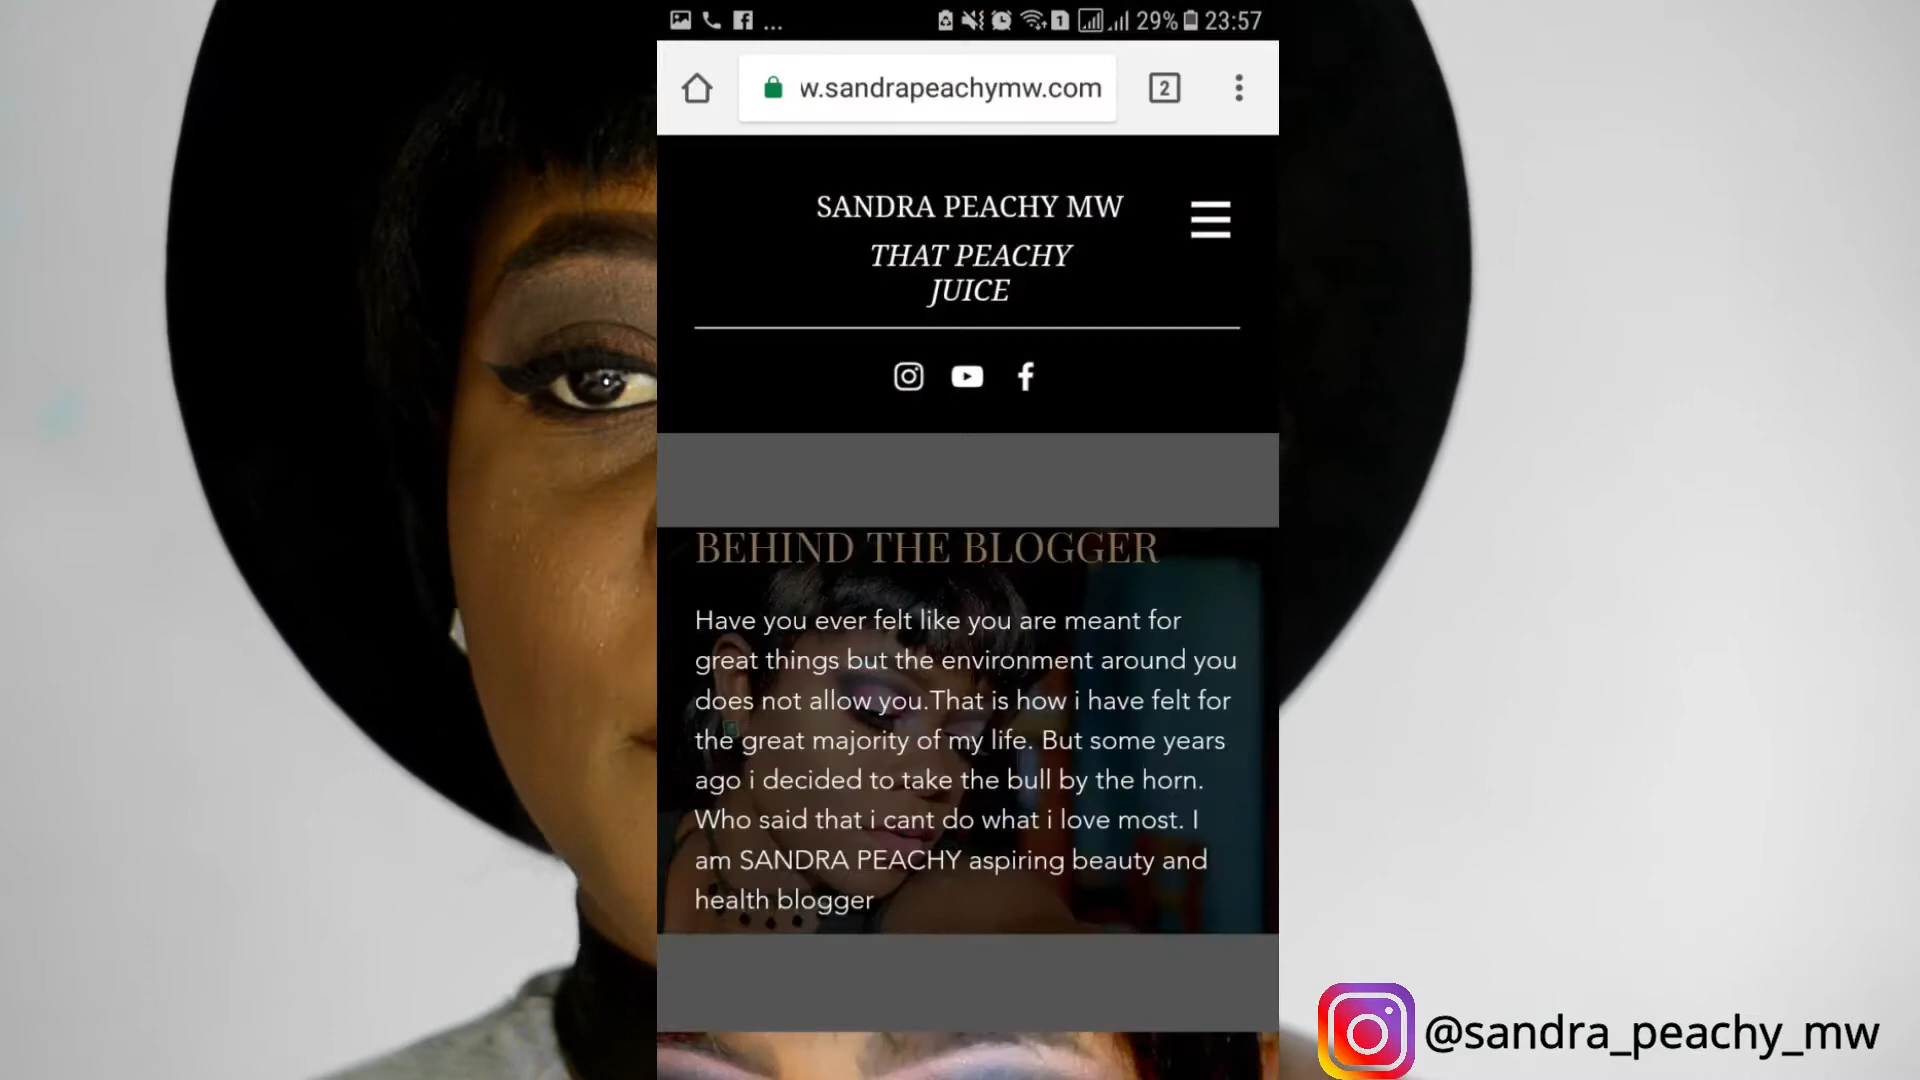 ... 29% 23:57
w.sandrapeachymw.com 2
SANDRA PEACHY MW
THAT PEACHY
JUICE
BEHIND THE BLOGGER
Have you ever felt like you are meant for
great things but the environment around you
does not allow you.That is how i have felt for
the great majority of my life. But some years
ago i decided to take the bull by the horn.
Who said that i cant do what i love most. I
am SANDRA PEACHY aspiring beauty and
health blogger
@sandra_peachy_mw